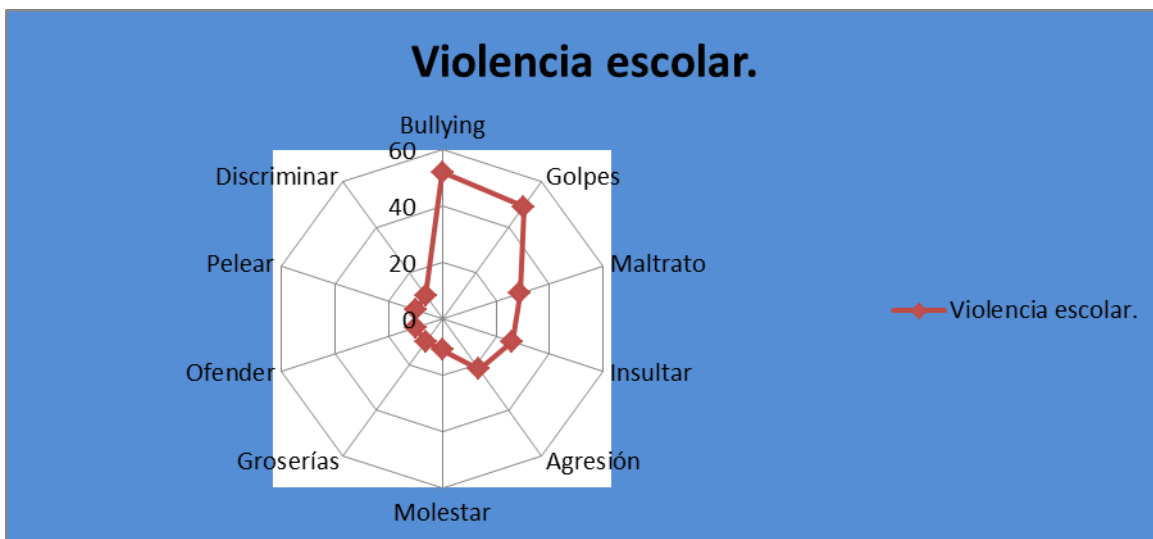 Violencia escolar.
Bullying
60
Discriminar
Golpes
40
Pelear
20
Maltrato
0
Violencia escolar.
Ofender
Insultar
Groserías
Agresión
Molestar